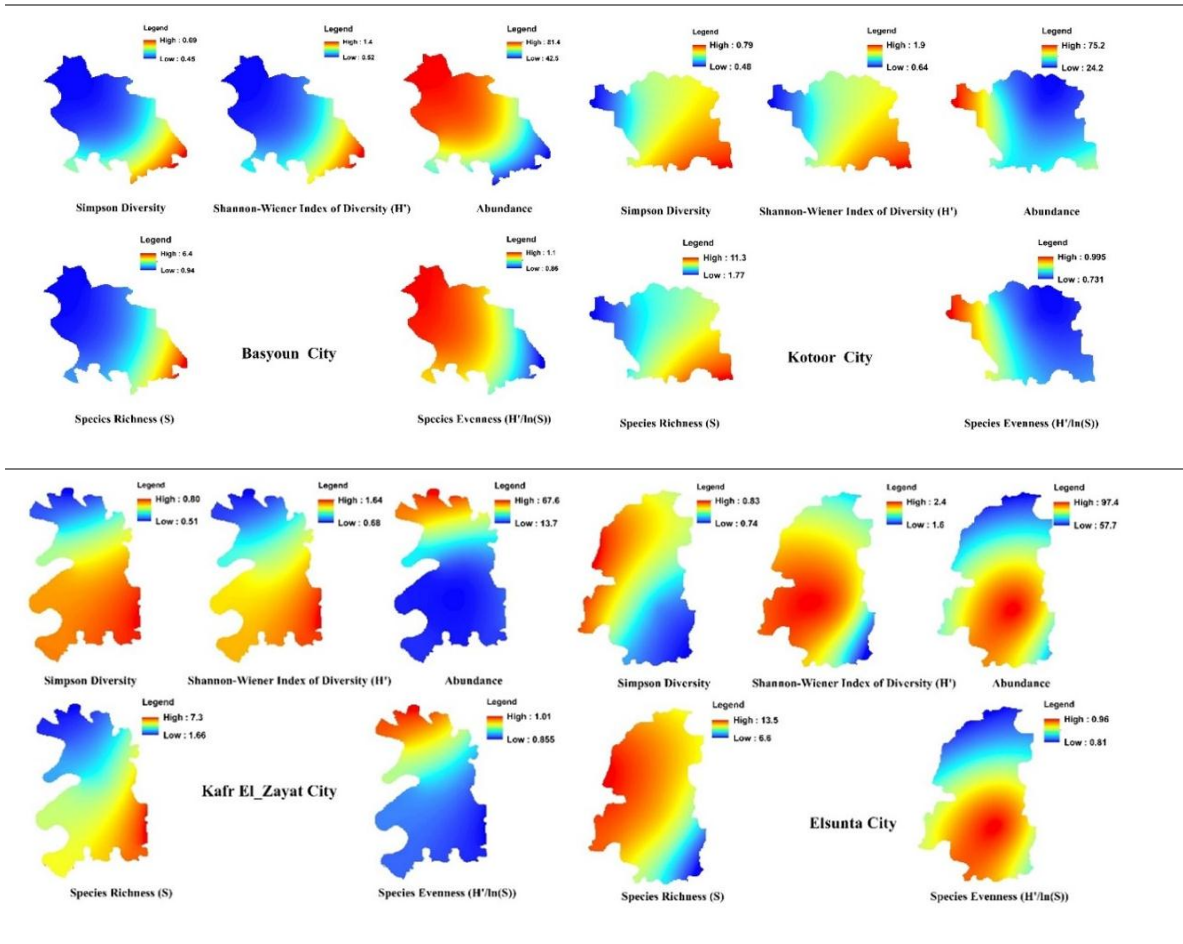 Legend
High : 0.69
Low : 0.45
Simpson Diversity
Legend
High : 1.4
Low : 0.52
Shannon-Wiener Index of Diversity (H')
Legend
High : 81.4
Low : 42.5
Abundance
Legend
High : 6.4
Low : 0.94
Species Richness (S)
Basyoun City
Legend
High : 1.1
Low : 0.86
Species Evenness (H'/ln(S))
Legend
High : 0.79
Low : 0.48
Simpson Diversity
Legend
High : 1.9
Low : 0.64
Shannon-Wiener Index of Diversity (H')
Legend
High : 75.2
Low : 24.2
Abundance
Legend
High : 11.3
Low : 1.77
Species Richness (S)
Kotoor City
Legend
High : 0.995
Low : 0.731
Species Evenness (H'/ln(S))
Legend
High : 0.80
Low : 0.51
Simpson Diversity
Legend
High : 1.64
Low : 0.68
Shannon-Wiener Index of Diversity (H')
Legend
High : 67.6
Low : 13.7
Abundance
Legend
High : 7.3
Low : 1.66
Species Richness (S)
Kafr El_Zayat City
Legend
High : 1.01
Low : 0.855
Species Evenness (H'/ln(S))
Legend
High : 0.83
Low : 0.74
Simpson Diversity
Legend
High : 2.4
Low : 1.6
Shannon-Wiener Index of Diversity (H')
Legend
High : 97.4
Low : 57.7
Abundance
Legend
High : 13.5
Low : 6.6
Species Richness (S)
Elsunta City
Legend
High : 0.96
Low : 0.81
Species Evenness (H'/ln(S))